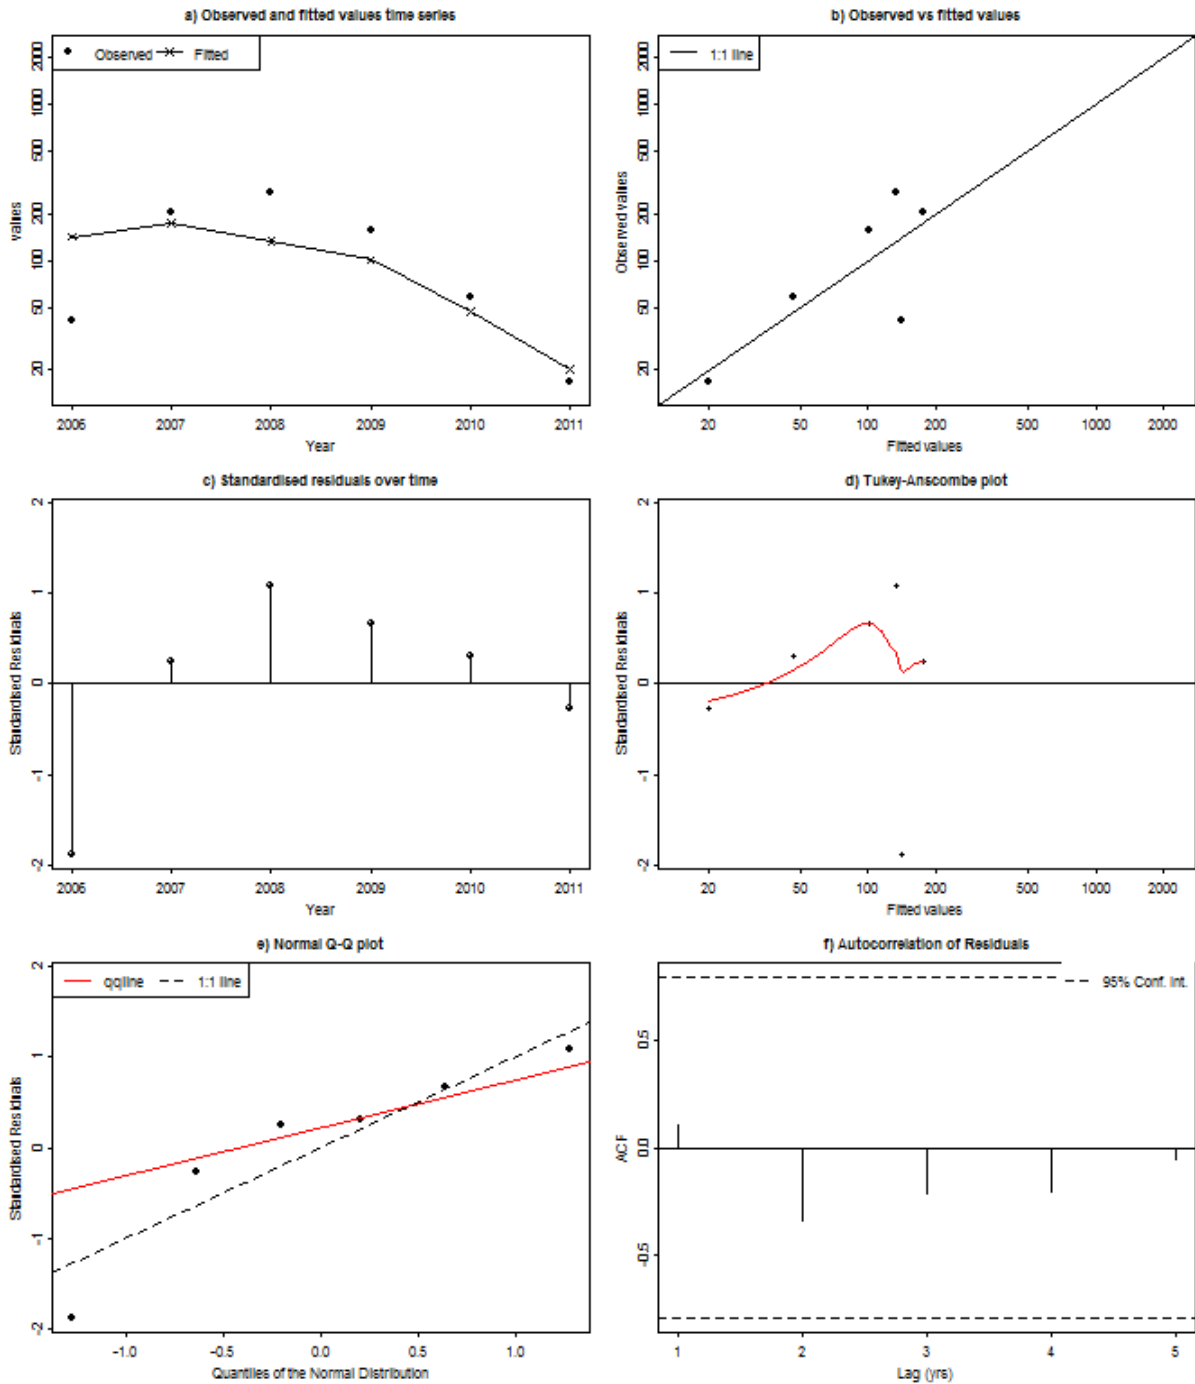 a) Observed and fitted values time series
Observed Fitted
values
2000
1000
500
200
100
50
20
2006 2007 2008 2009 2010 2011
Year
b) Observed vs fitted values
1:1 line
Observed values
2000
1000
500
200
100
50
20
20 50 100 200 500 1000 2000
Fitted values
c) Standardised residuals over time
Standardised Residuals
2
1
0
-1
-2
2006 2007 2008 2009 2010 2011
Year
d) Tukey-Anscombe plot
Standardised Residuals
2
1
0
-1
-2
20 50 100 200 500 1000 2000
Fitted values
e) Normal Q-Q plot
qqline 1:1 line
Standardised Residuals
2
1
0
-1
-2
-1.0 -0.5 0.0 0.5 1.0
Quantiles of the Normal Distribution
f) Autocorrelation of Residuals
95% Conf. Int.
ACF
0.5
0.0
-0.5
1 2 3 4 5
Lag (yrs)